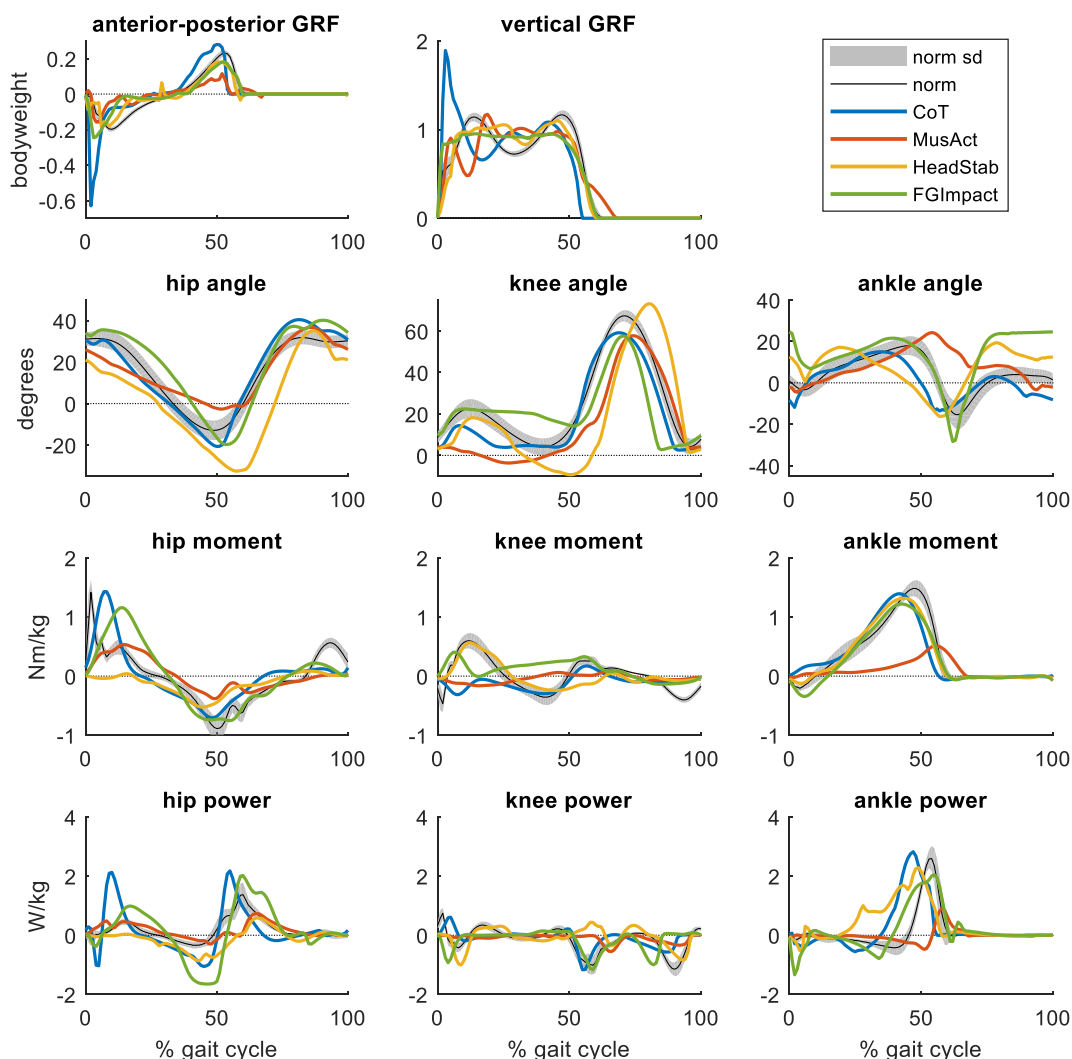 anterior-posterior GRF
vertical GRF
bodyweight
0.2
0
-0.2
-0.4
-0.6
0 50 100
2
1
0
0 50 100
norm sd
norm
CoT
MusAct
HeadStab
FGImpact
hip angle
knee angle
ankle angle
degrees
40
20
0
-20
0 50 100
60
40
20
0
0 50 100
40
20
0
-20
-40
0 50 100
hip moment
knee moment
ankle moment
Nm/kg
2
1
0
-1
0 50 100
2
1
0
-1
0 50 100
2
1
0
-1
0 50 100
hip power
knee power
ankle power
W/kg
4
2
0
-2
0 50 100
% gait cycle
4
2
0
-2
0 50 100
% gait cycle
4
2
0
-2
0 50 100
% gait cycle